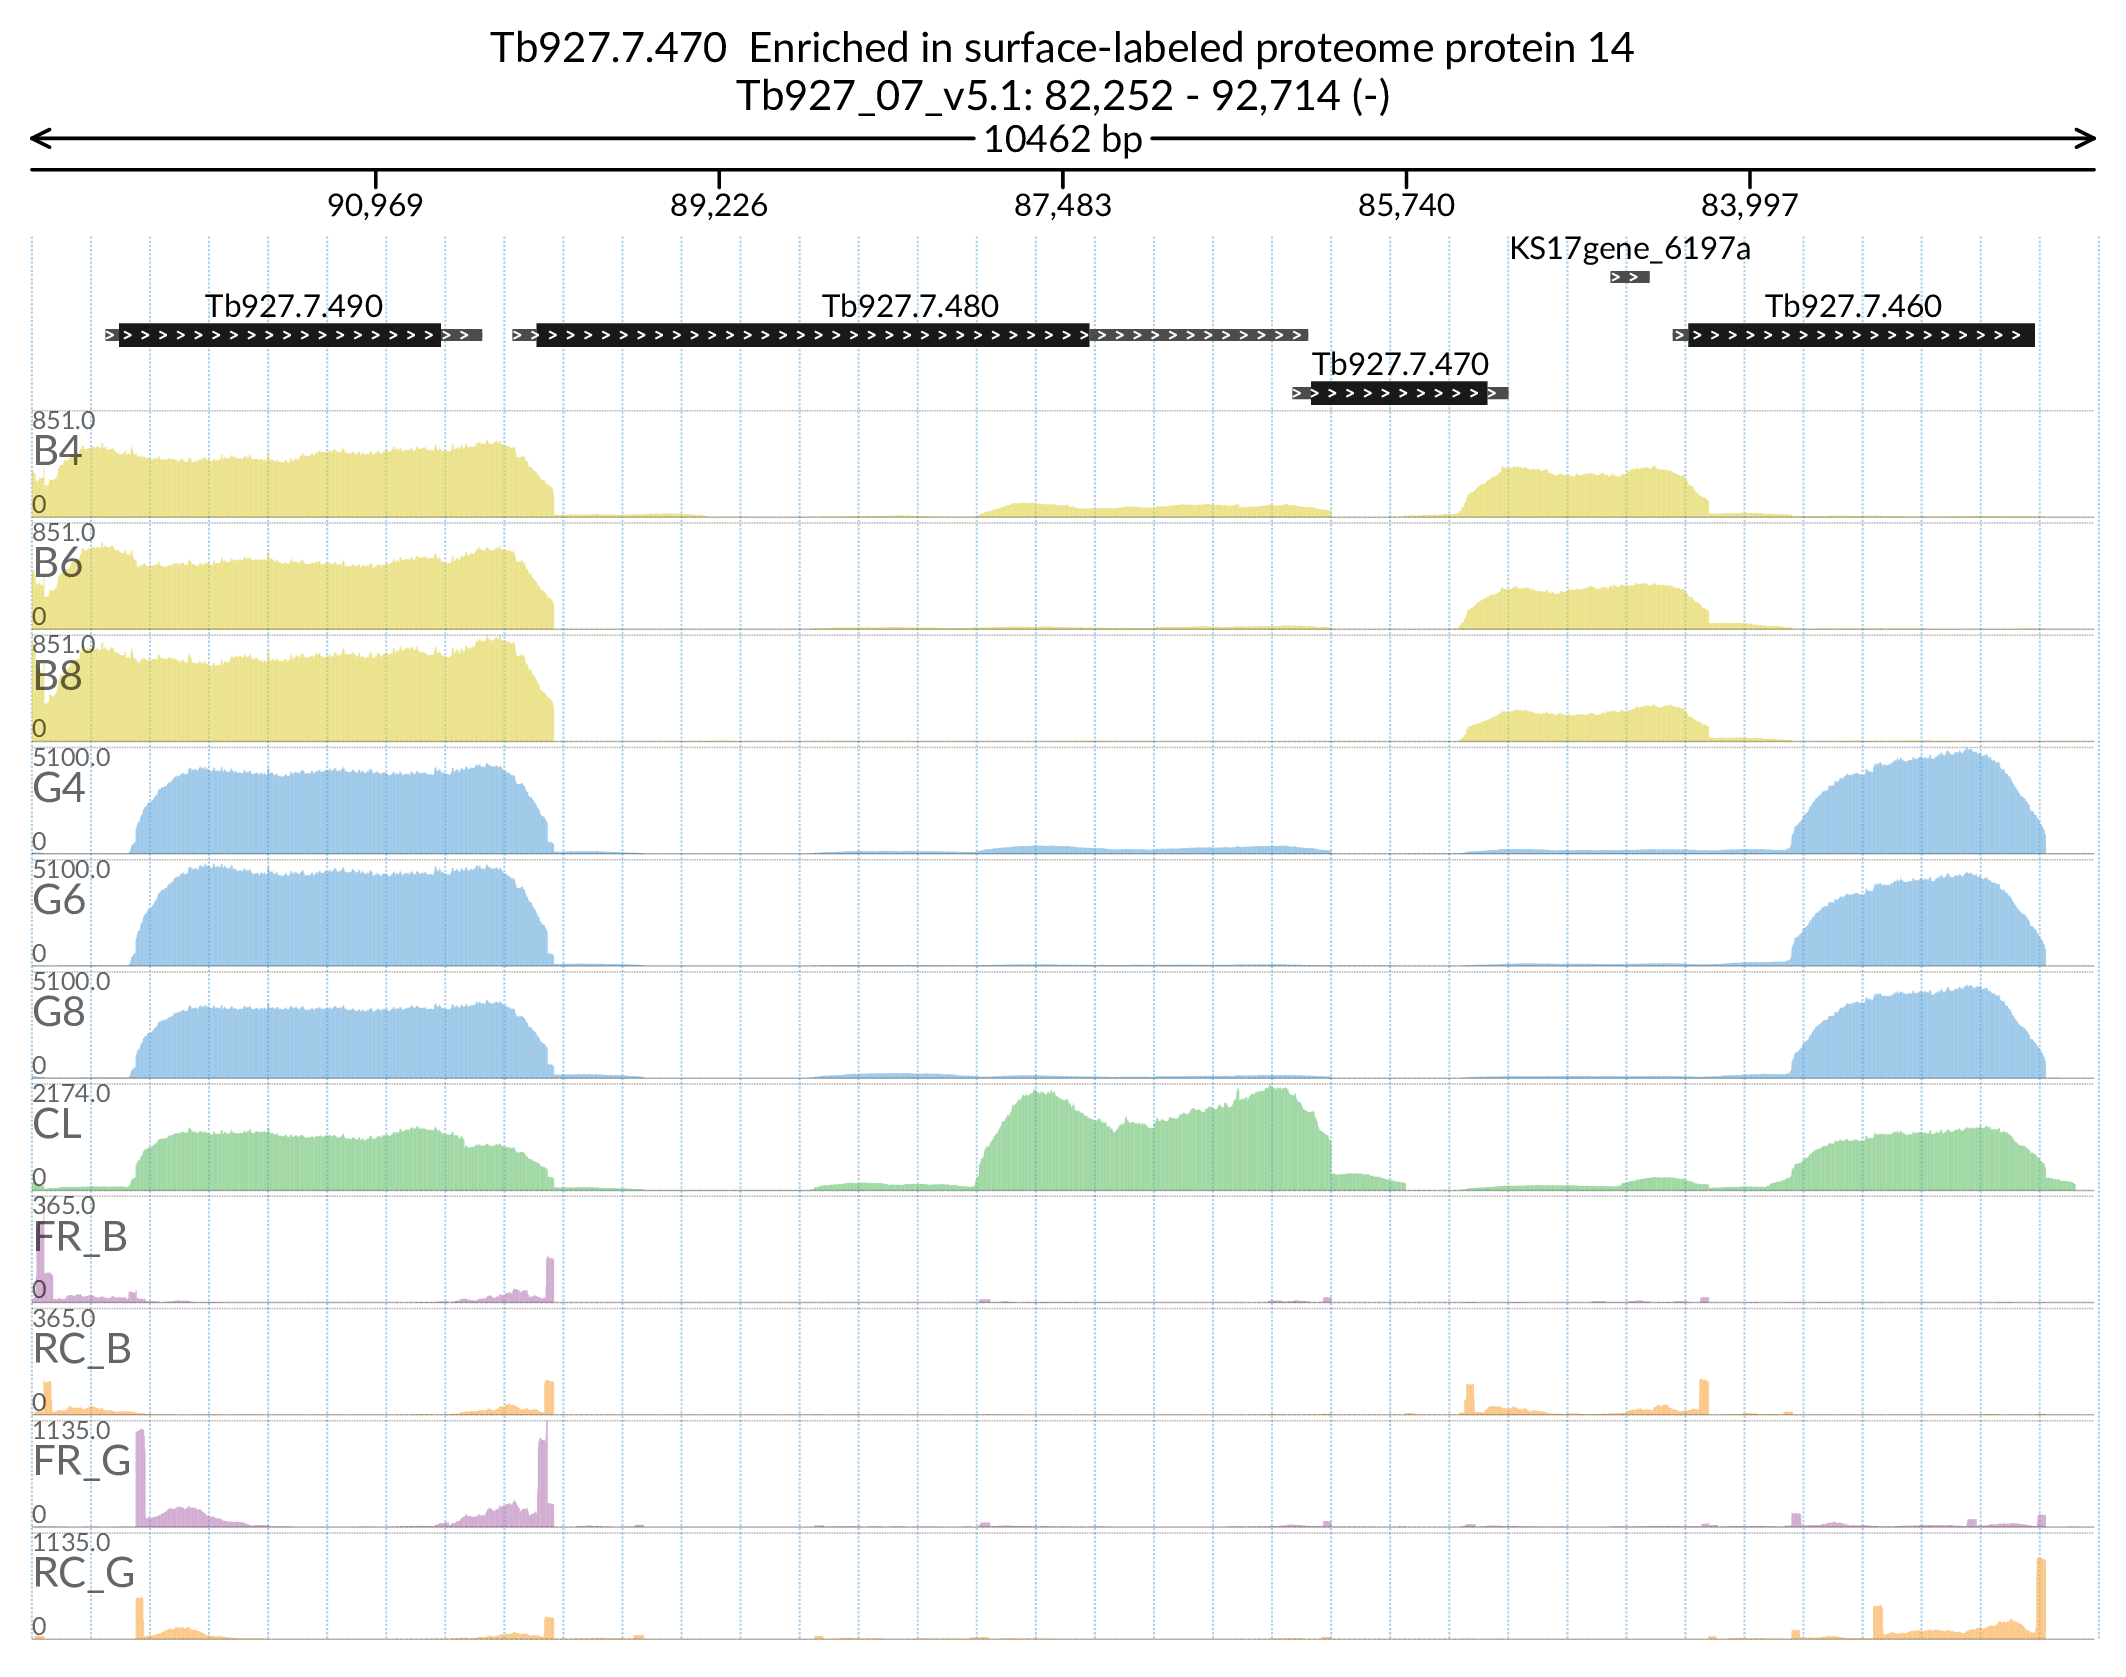 Tb927.7.470  Enriched in surface-labeled proteome protein 14
Tb927_07_v5.1: 82,252 - 92,714 (-)
10462 bp
90,969 89,226 87,483 85,740 83,997
KS17gene_6197a
Tb927.7.490 Tb927.7.480 Tb927.7.460
Tb927.7.470
851.0
B4
0
851.0
B6
0
851.0
B8
0
5100.0
G4
0
5100.0
G6
0
5100.0
G8
0
2174.0
CL
0
365.0
FR_B
0
365.0
RC_B
0
1135.0
FR_G
0
1135.0
RC_G
0